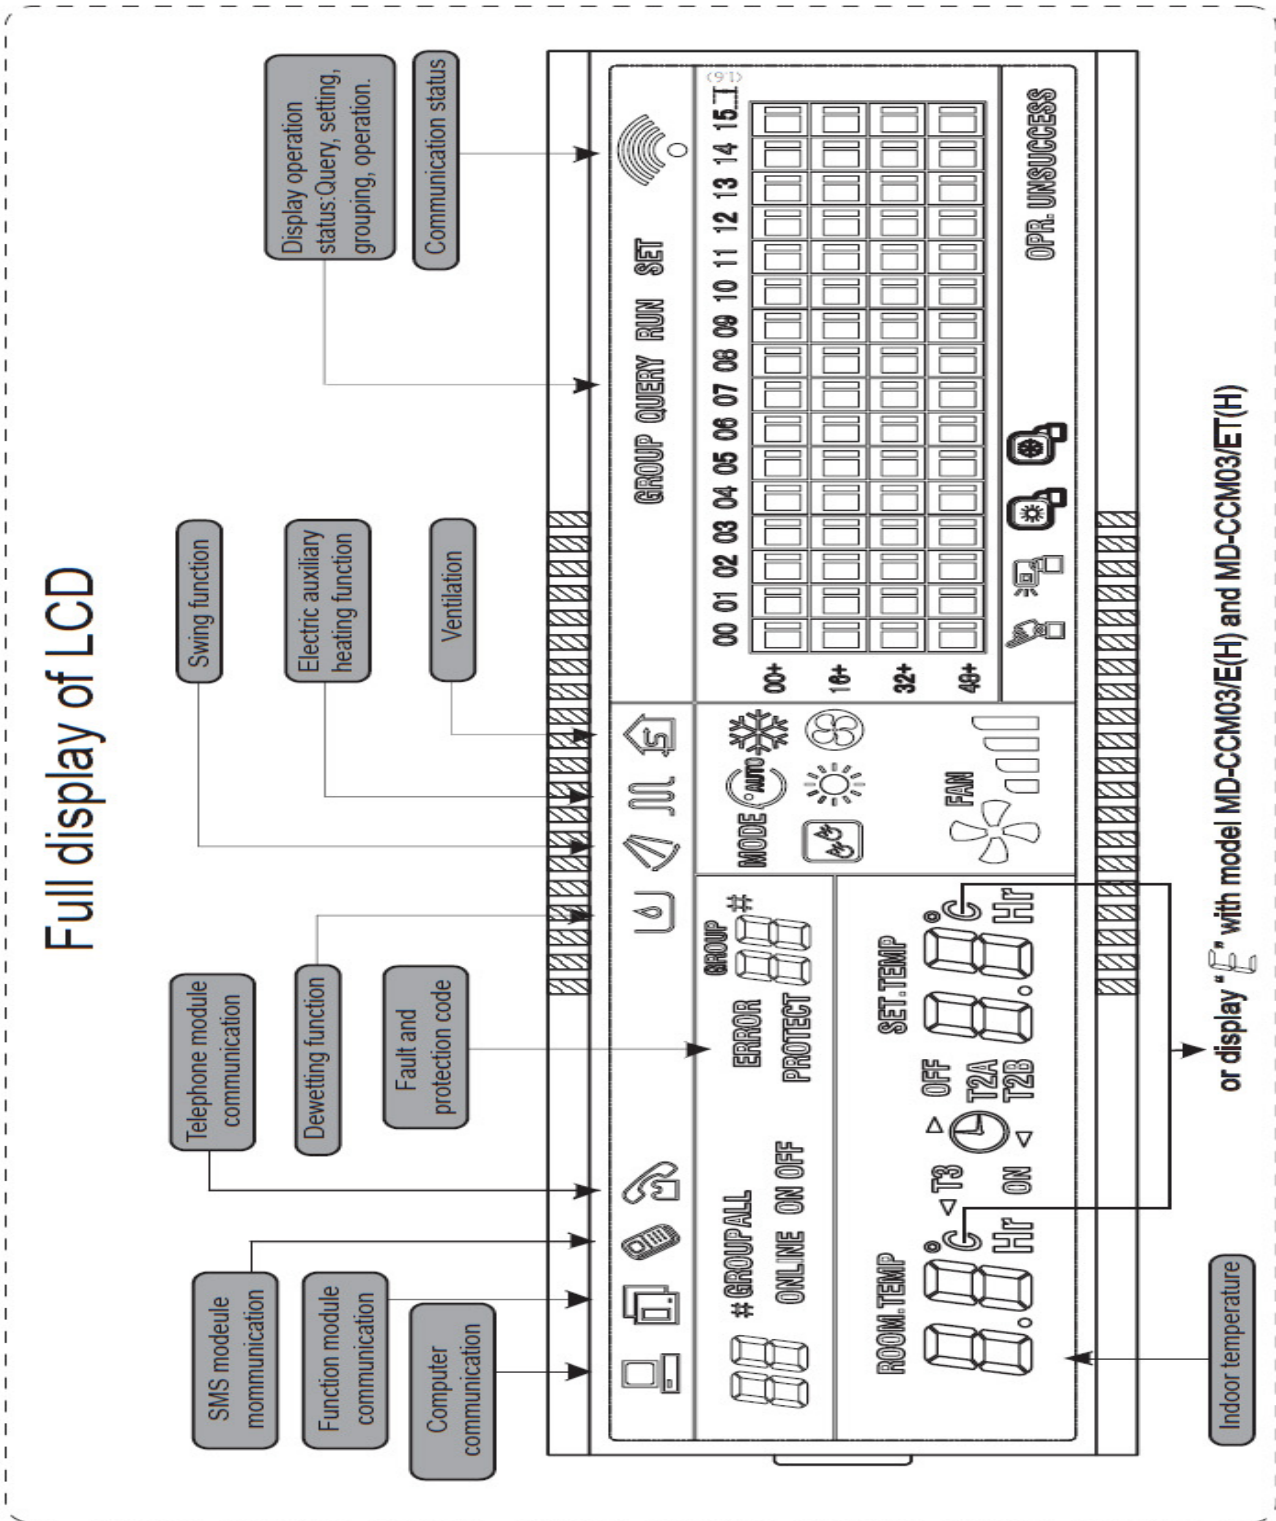 Full display of LCD
SMS modeule
mommunication
Function module
communication
Computer
communication
Telephone module
communication
Dewetting function
Fault and
protection code
Swing function
Electric auxiliary
heating function
Ventilation
Display operation
status:Query, setting,
grouping, operation.
Communication status
GROUP QUERY RUN SET
# GROUP ALL
ONLINE ON OFF
ERROR
PROTECT
GROUP
#
MODE
AUTO
FAN
ROOM.TEMP
°C
Hr
T3
ON
OFF
T2A
T2B
SET.TEMP
°C
Hr
00 01 02 03 04 05 06 07 08 09 10 11 12 13 14 15
(16)
00+
16+
32+
48+
OPR. UNSUCCESS
Indoor temperature
or display “E” with model MD-CCM03/E(H) and MD-CCM03/ET(H)